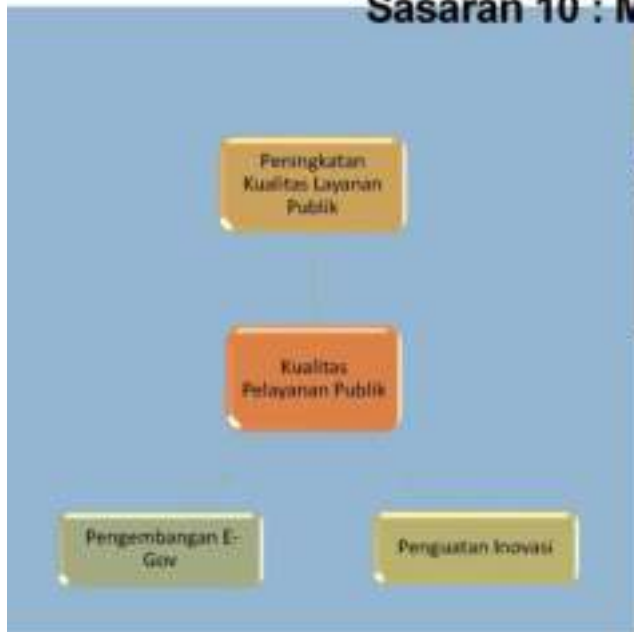 Sasaran 10 : M
Peningkatan
Kualitas Layanan
Publik
Kualitas
Pelayanan Publik
Pengembangan E-
Gov
Penguatan Inovasi